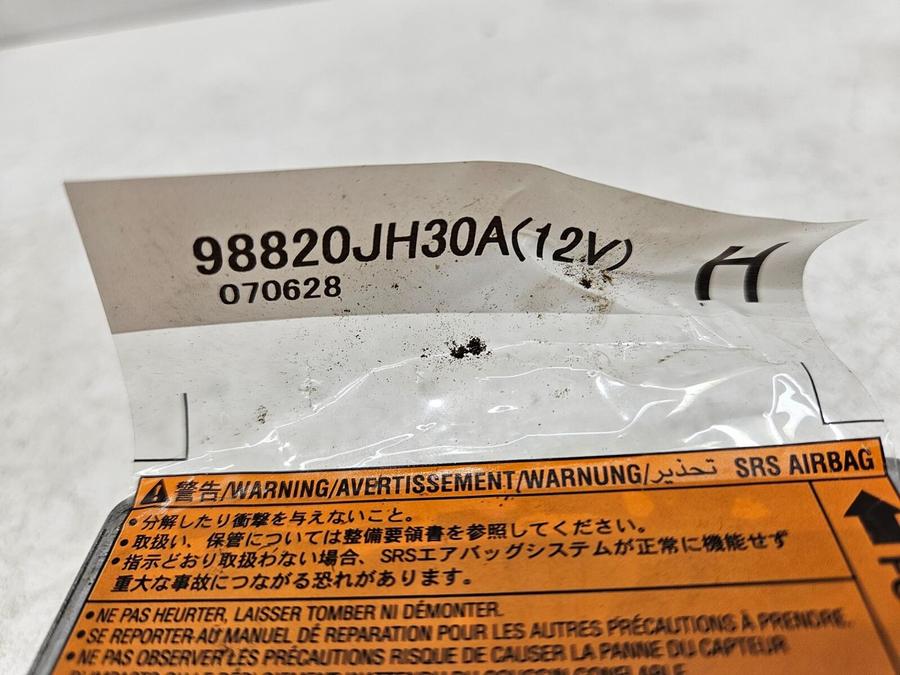 98820JH30A(12V)
070628
H
警告/WARNING/AVERTISSEMENT/WARNUNG/تحذير SRS AIRBAG
•分解したり衝撃を与えないこと。
•取扱い、保管については整備要領書を参照してください。
•指示どおり取扱わない場合、SRSエアバッグシステムが正常に機能せず
重大な事故につながる恐れがあります。
•NE PAS HEURTER, LAISSER TOMBER NI DÉMONTER.
•SE REPORTER AU MANUEL DE RÉPARATION POUR LES AUTRES PRÉCAUTIONS À PRENDRE.
•NE PAS OBSERVER LES PRÉCAUTIONS RISQUE DE CAUSER LA PANNE DU CAPTEUR